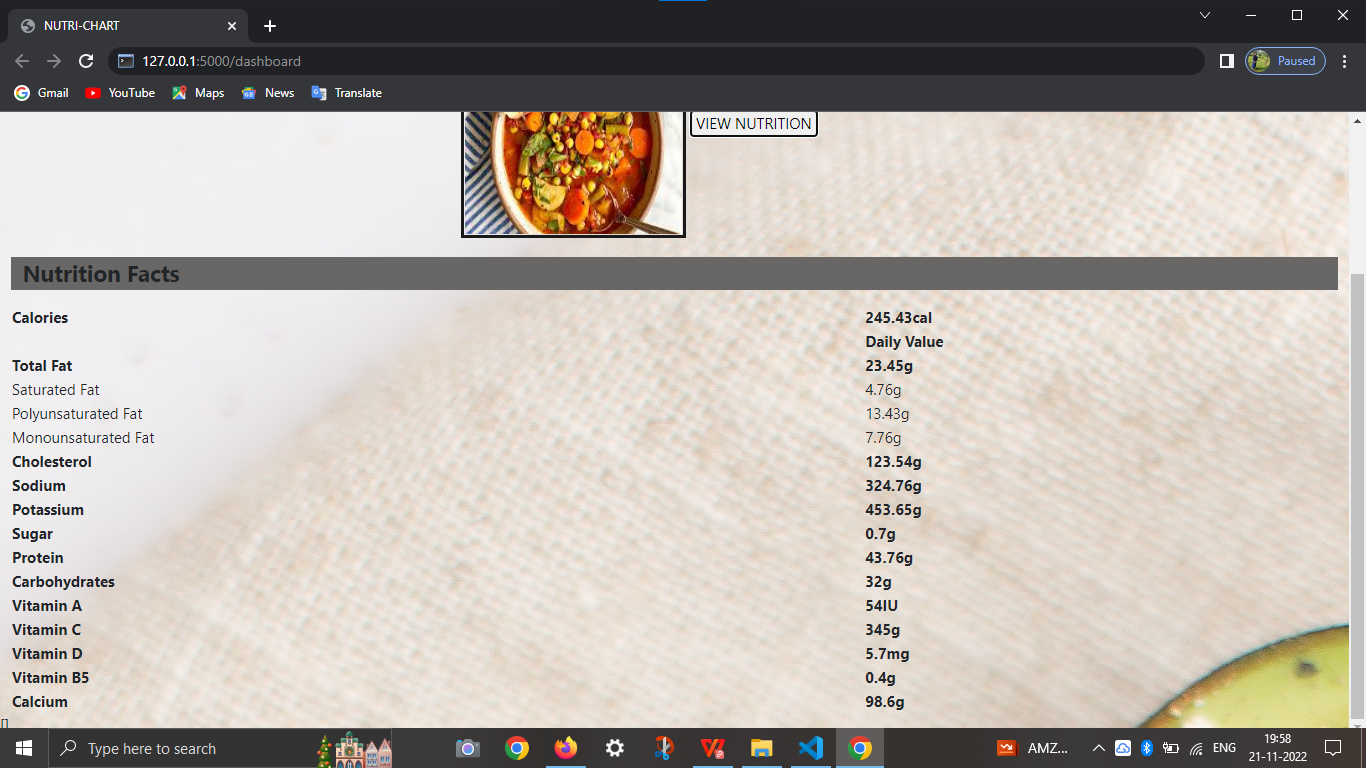 NUTRI-CHART
127.0.0.1:5000/dashboard
Paused
Gmail YouTube Maps News Translate
VIEW NUTRITION
Nutrition Facts
Calories 245.43cal
Daily Value
Total Fat 23.45g
Saturated Fat 4.76g
Polyunsaturated Fat 13.43g
Monounsaturated Fat 7.76g
Cholesterol 123.54g
Sodium 324.76g
Potassium 453.65g
Sugar 0.7g
Protein 43.76g
Carbohydrates 32g
Vitamin A 54IU
Vitamin C 345g
Vitamin D 5.7mg
Vitamin B5 0.4g
Calcium 98.6g
[]
Type here to search
AMZ...
ENG
19:58
21-11-2022